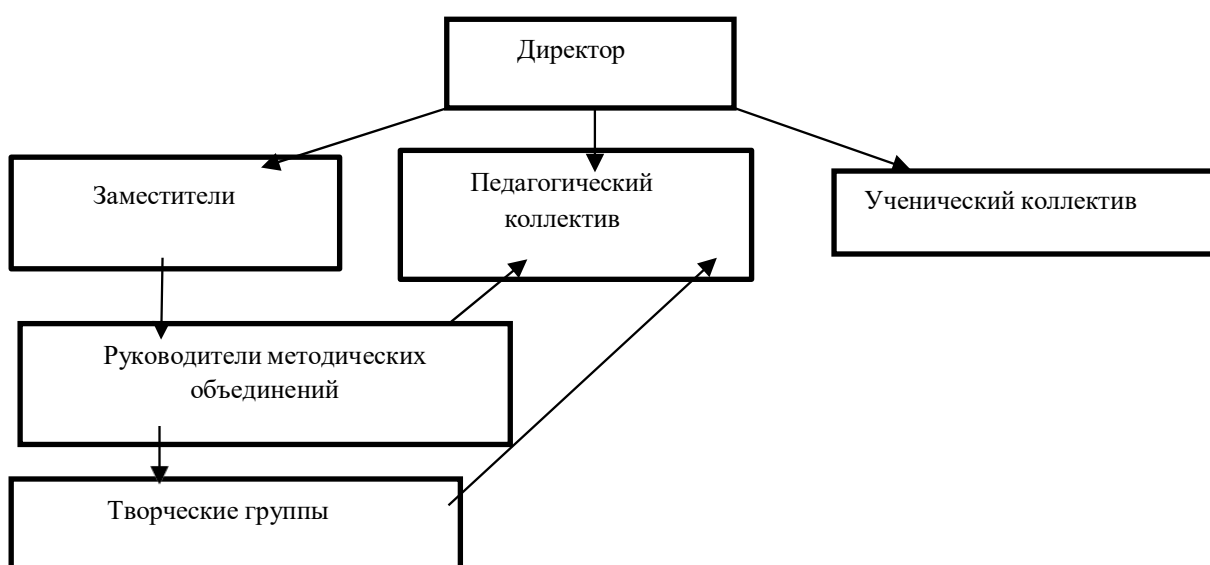 Директор
Заместители
Педагогический
коллектив
Ученический коллектив
Руководители методических
объединений
Творческие группы